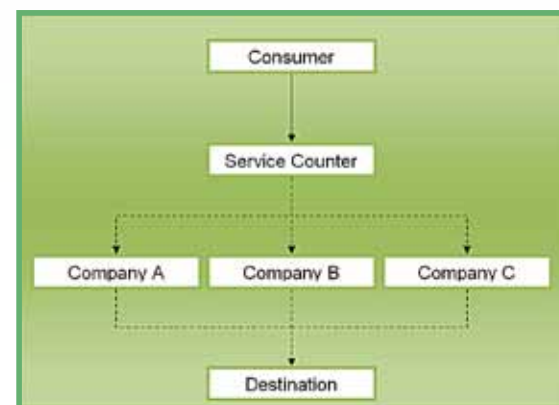 Consumer
Service Counter
Company A
Company B
Company C
Destination